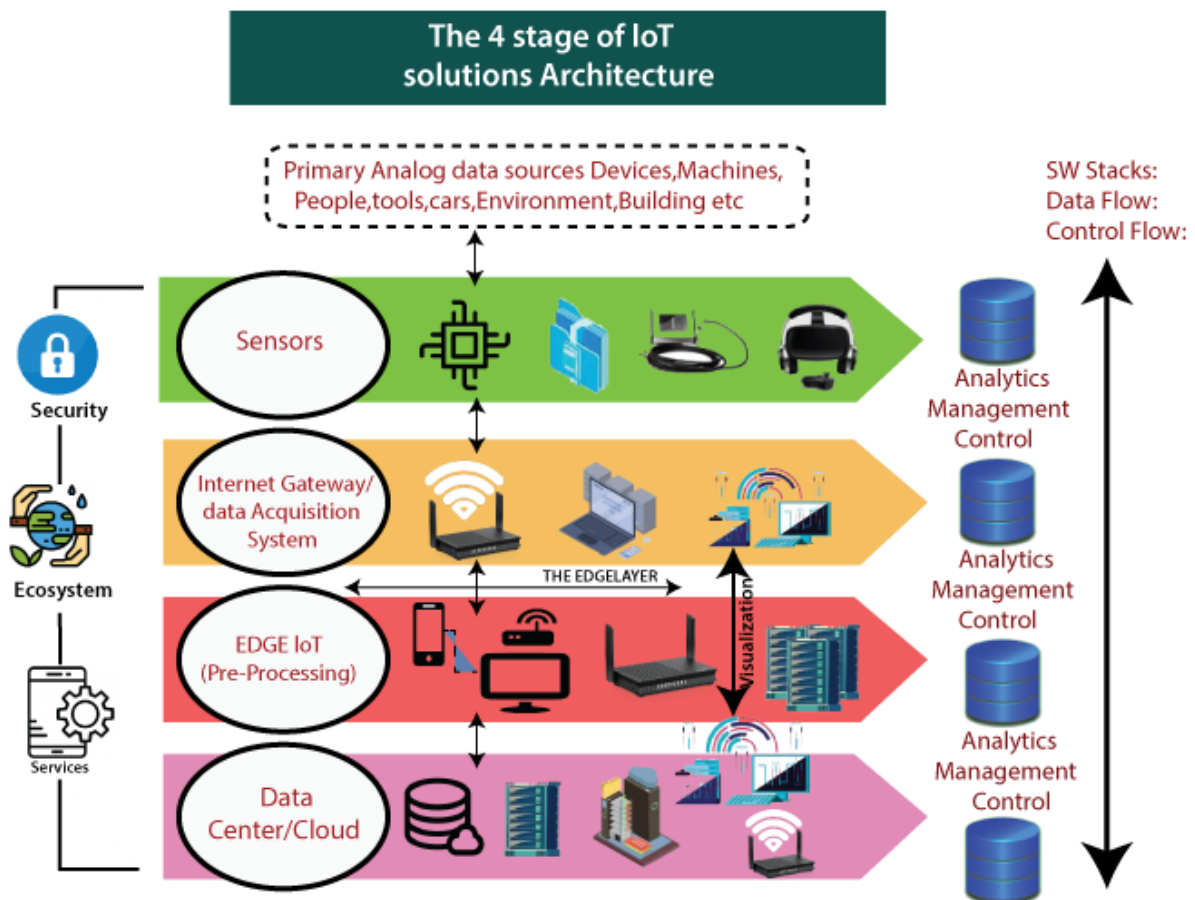 The 4 stage of IoT
solutions Architecture
Primary Analog data sources Devices,Machines,
People,tools,cars,Environment,Building etc
SW Stacks:
Data Flow:
Control Flow:
Sensors
Security
Analytics
Management
Control
Internet Gateway/
data Acquisition
System
Ecosystem
THE EDGELAYER
Visualization
Analytics
Management
Control
EDGE IoT
(Pre-Processing)
Services
Analytics
Management
Control
Data
Center/Cloud